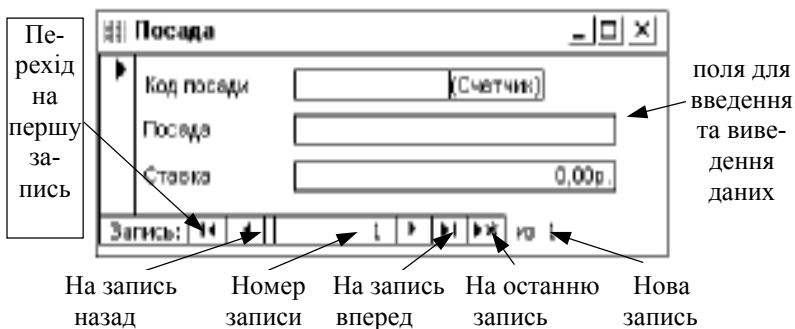 Пе-
рехід
на
першу
за-
пись
Посада
Код посади
(Счетчик)
Посада
Ставка
0,00р.
Запись:
1
из 1
поля для
введення
та виве-
дення
даних
На запись
назад
Номер
записи
На запись
вперед
На останню
запись
Нова
запись